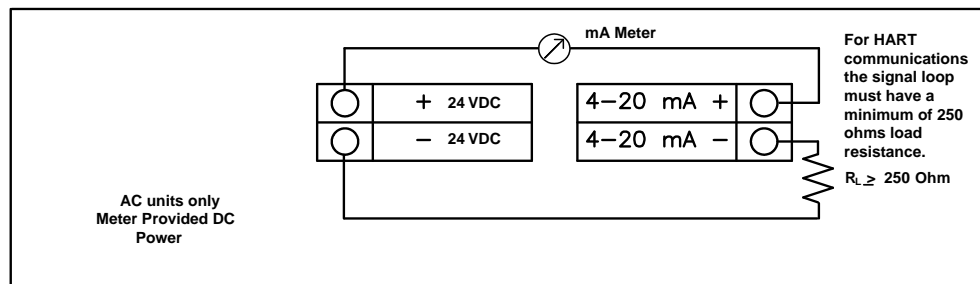 mA Meter
For HART
communications
the signal loop
must have a
minimum of 250
ohms load
resistance.
+ 24 VDC
4-20 mA +
− 24 VDC
4-20 mA −
R_L ≥ 250 Ohm
AC units only
Meter Provided DC
Power